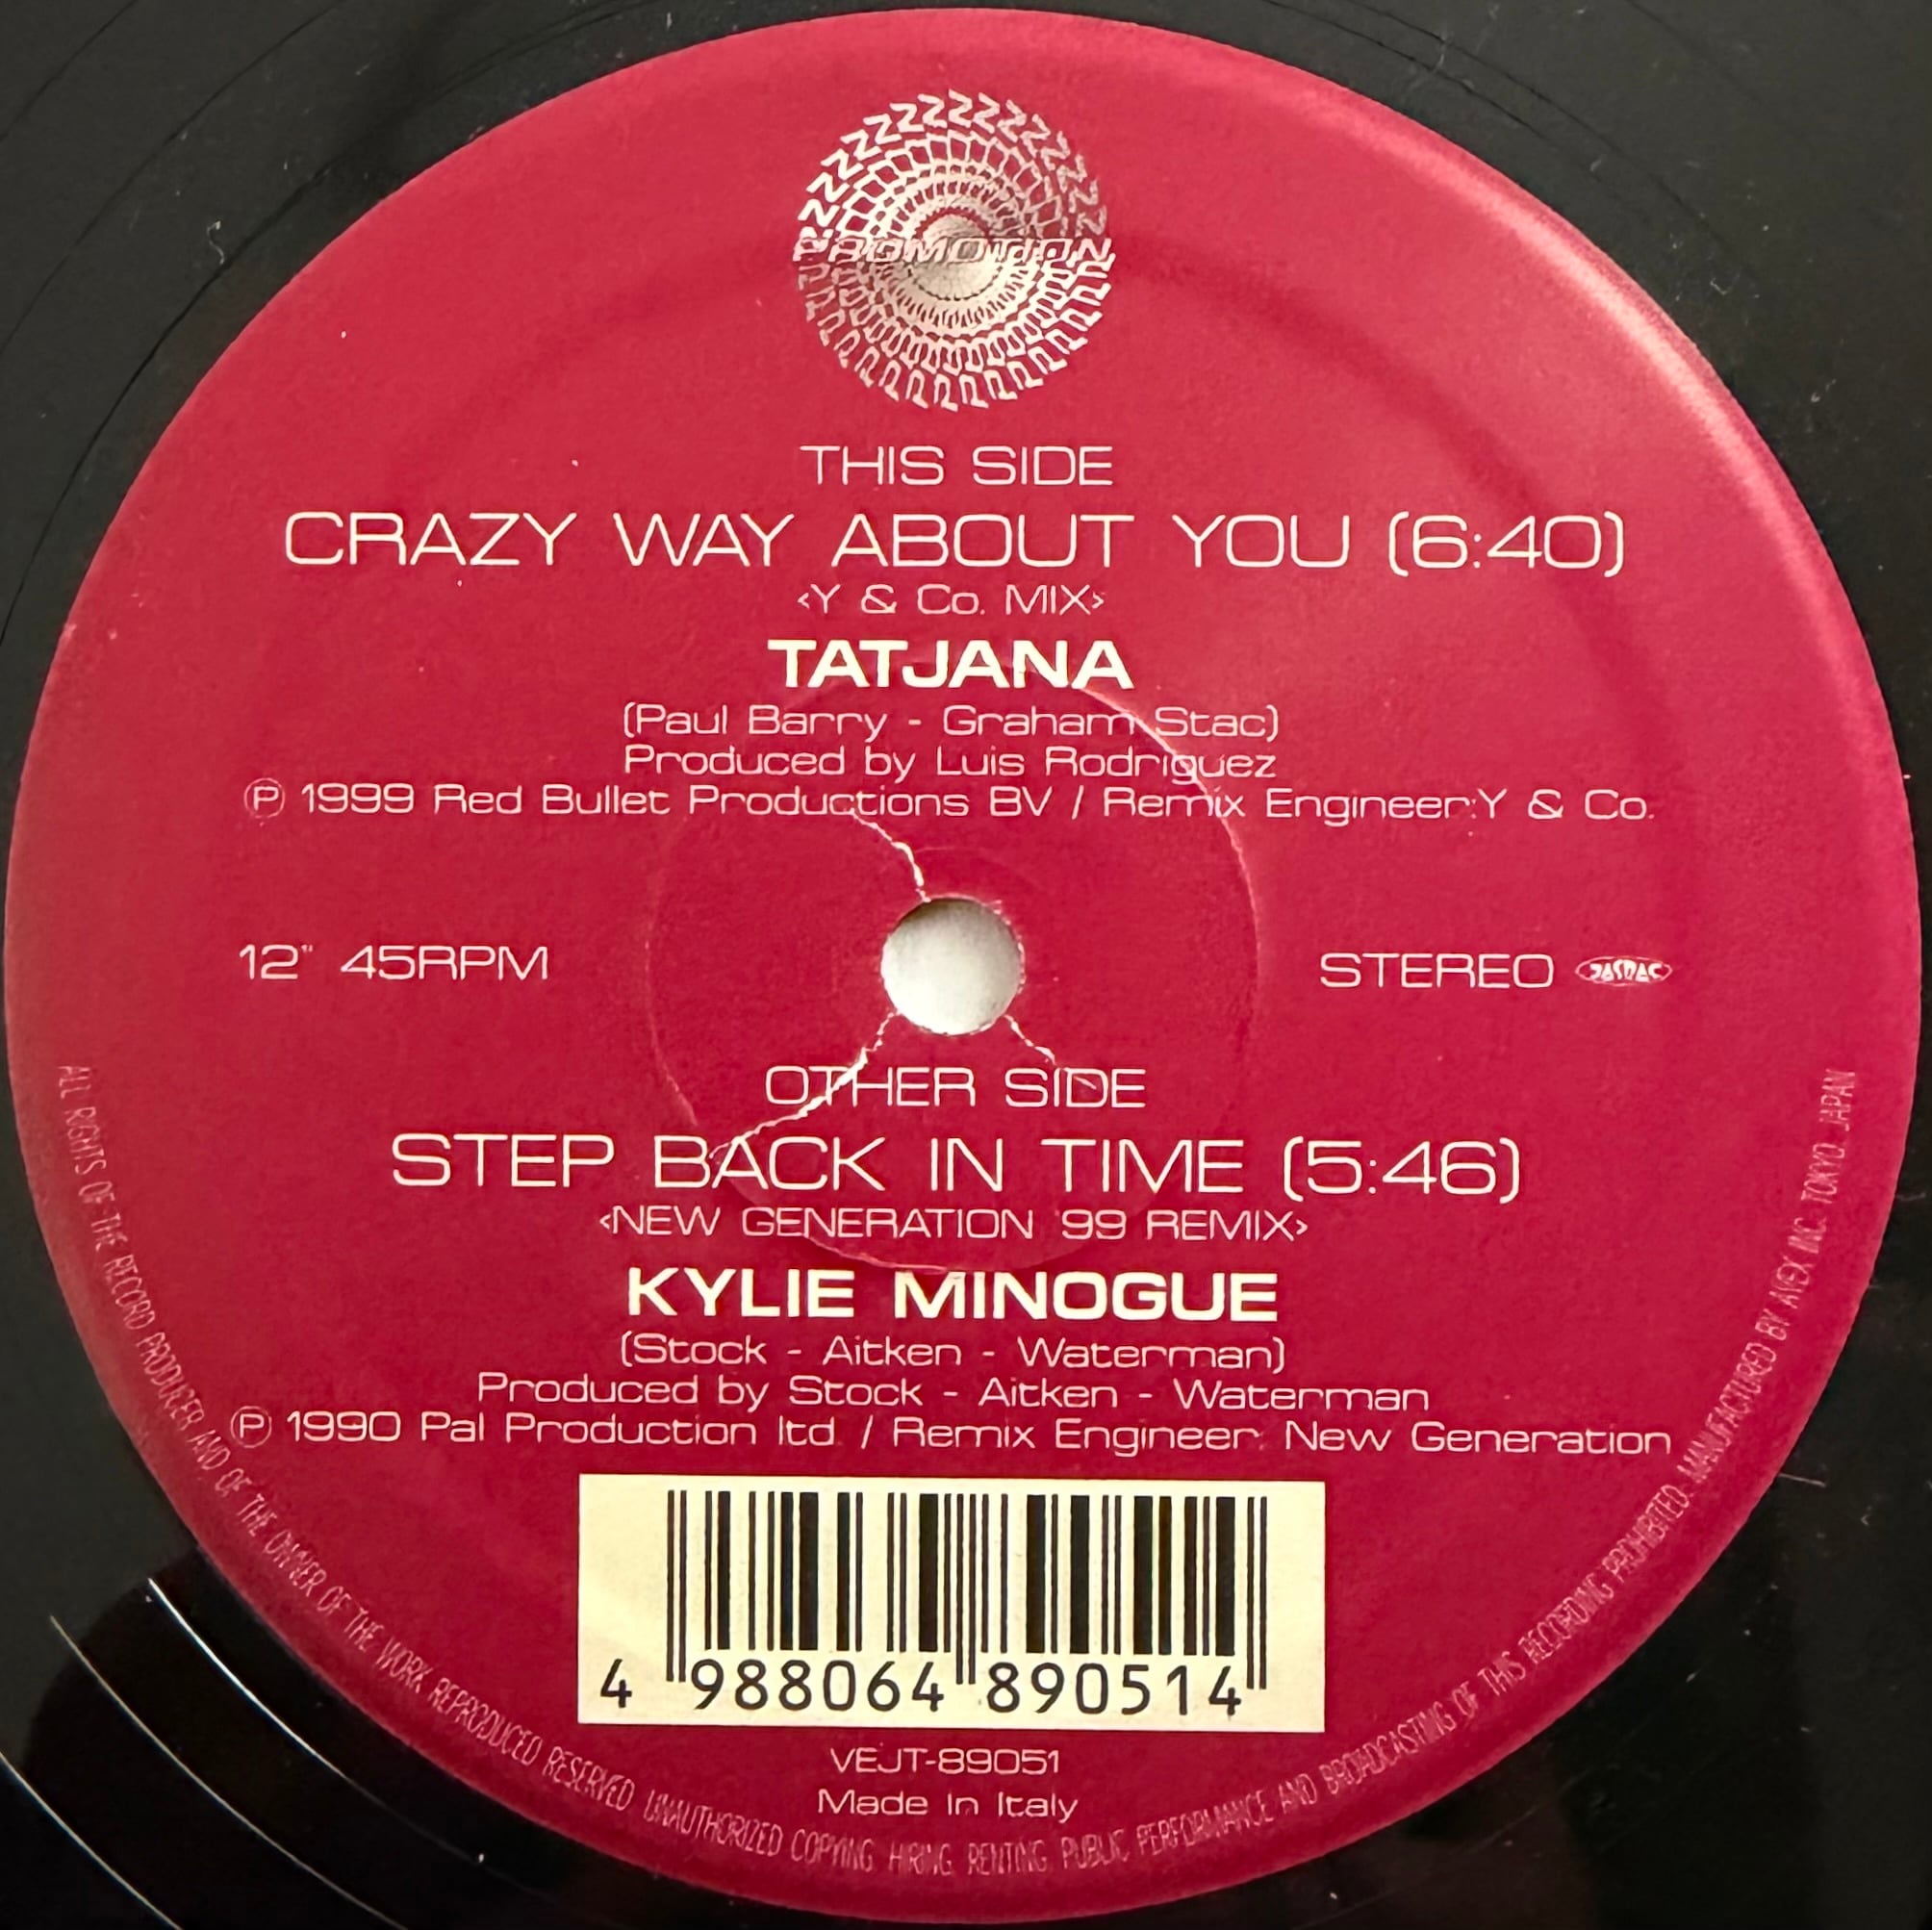 PROMOTION
THIS SIDE
CRAZY WAY ABOUT YOU (6:40)
<Y & Co. MIX>
TATJANA
(Paul Barry - Graham Stac)
Produced by Luis Rodriguez
Ⓟ 1999 Red Bullet Productions BV / Remix Engineer:Y & Co.
12" 45RPM
STEREO JASRAC
OTHER SIDE
STEP BACK IN TIME (5:46)
<NEW GENERATION '99 REMIX>
KYLIE MINOGUE
(Stock - Aitken - Waterman)
Produced by Stock - Aitken - Waterman
Ⓟ 1990 Pal Production ltd / Remix Engineer: New Generation
4 988064 890514
VEJT-89051
Made in Italy
ALL RIGHTS OF THE RECORD PRODUCER AND OF THE OWNER OF THE WORK REPRODUCED RESERVED UNAUTHORIZED COPYING HIRING RENTING PUBLIC PERFORMANCE AND BROADCASTING OF THIS RECORDING PROHIBITED. MANUFACTURED BY AVEX INC. TOKYO JAPAN